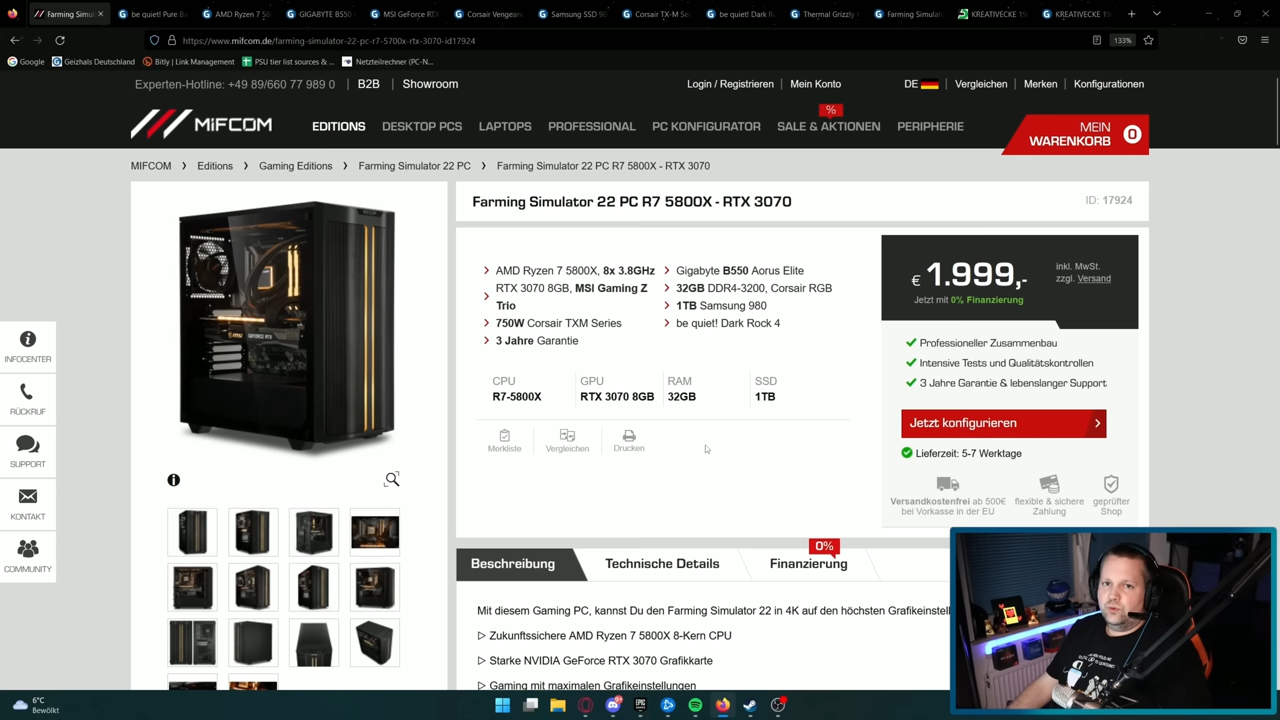 Farming Simul
be quiet! Pure Ba
AMD Ryzen 7 58
GIGABYTE B550
MSI GeForce RTX
Corsair Vengeanc
Samsung SSD 98
Corsair TX-M Se
be quiet! Dark R
Thermal Grizzly
Farming Simulat
KREATIVECKE 15
KREATIVECKE 15
https://www.mifcom.de/farming-simulator-22-pc-r7-5700x-rtx-3070-id17924
133%
Google
Geizhals Deutschland
Bitly | Link Management
PSU tier list sources & ...
Netzteilrechner (PC-N...
Experten-Hotline: +49 89/660 77 989 0
B2B
Showroom
Login / Registrieren
Mein Konto
DE
Vergleichen
Merken
Konfigurationen
%
MIFCOM
EDITIONS
DESKTOP PCS
LAPTOPS
PROFESSIONAL
PC KONFIGURATOR
SALE & AKTIONEN
PERIPHERIE
MEIN
WARENKORB
0
MIFCOM > Editions > Gaming Editions > Farming Simulator 22 PC > Farming Simulator 22 PC R7 5800X - RTX 3070
Farming Simulator 22 PC R7 5800X - RTX 3070
ID: 17924
AMD Ryzen 7 5800X, 8x 3.8GHz
RTX 3070 8GB, MSI Gaming Z
Trio
750W Corsair TXM Series
3 Jahre Garantie
Gigabyte B550 Aorus Elite
32GB DDR4-3200, Corsair RGB
1TB Samsung 980
be quiet! Dark Rock 4
CPU
R7-5800X
GPU
RTX 3070 8GB
RAM
32GB
SSD
1TB
Merkliste
Vergleichen
Drucken
€ 1.999,-
inkl. MwSt.
zzgl. Versand
Jetzt mit 0% Finanzierung
Professioneller Zusammenbau
Intensive Tests und Qualitätskontrollen
3 Jahre Garantie & lebenslanger Support
Jetzt konfigurieren
Lieferzeit: 5-7 Werktage
Versandkostenfrei ab 500€
bei Vorkasse in der EU
flexible & sichere
Zahlung
geprüfter
Shop
INFOCENTER
RÜCKRUF
SUPPORT
KONTAKT
COMMUNITY
Beschreibung
Technische Details
0%
Finanzierung
Mit diesem Gaming PC, kannst Du den Farming Simulator 22 in 4K auf den höchsten Grafikeinstell
▷ Zukunftssichere AMD Ryzen 7 5800X 8-Kern CPU
▷ Starke NVIDIA GeForce RTX 3070 Grafikkarte
▷ Gaming mit maximalen Grafikeinstellungen
6°C
Bewölkt